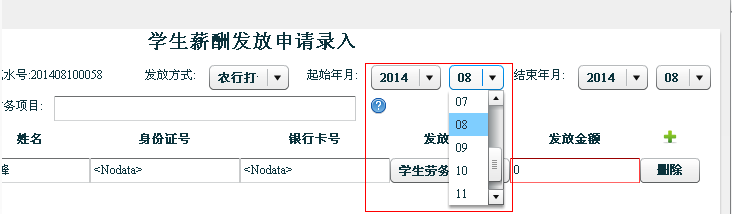 学生薪酬发放申请录入
水号:201408100058 发放方式: 农行打 起始年月: 2014 08 结束年月: 2014 08
务项目:
07
08
09
10
11
姓名 身份证号 银行卡号 发放 发放金额
<Nodata> <Nodata> 学生劳务 0 删除